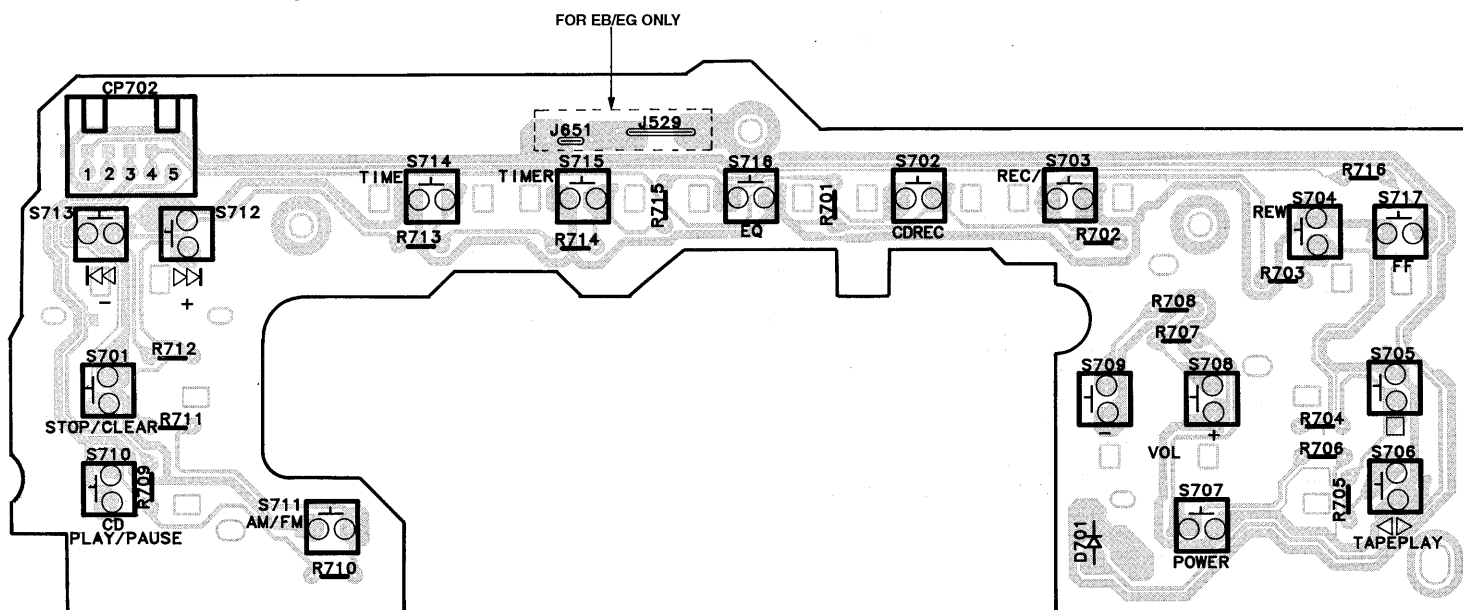 FOR EB/EG ONLY
CP702
J651
J529
1 2 3 4 5
S714
S715
S716
S702
S703
R716
TIME
TIMER
REC/
R715
R701
S713
S712
S704
S717
REW
R713
R714
EQ
CDREC
R702
FF
R703
- +
R708
R707
S701
R712
S709
S708
S705
STOP/CLEAR
R711
- +
R704
VOL
R706
S710
R709
S706
CD
PLAY/PAUSE
S711
AM/FM
S707
R705
D701
TAPEPLAY
POWER
R710